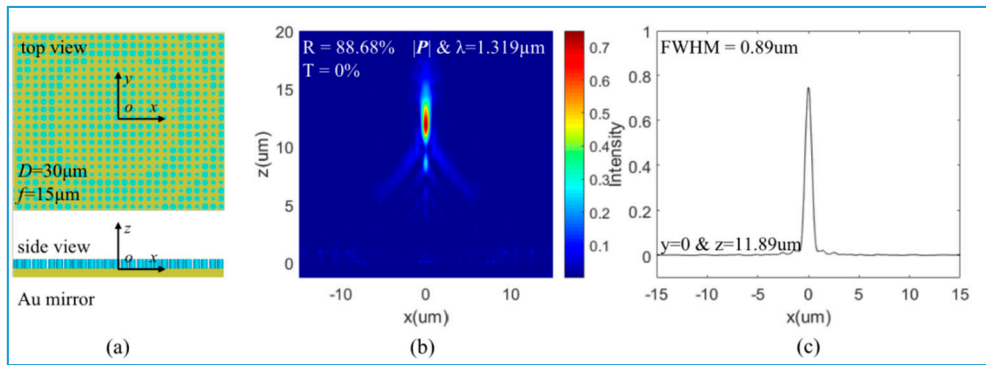 top view
y
o x
D=30μm
f=15μm
side view
z
o x
Au mirror
(a)
R = 88.68% |P| & λ=1.319μm
T = 0%
20
15
10
5
0
z(um)
-10 0 10
x(um)
0.7
0.6
0.5
0.4
0.3
0.2
0.1
(b)
FWHM = 0.89um
1
0.8
0.6
0.4
0.2
0
Intensity
y=0 & z=11.89um
-15 -10 -5 0 5 10 15
x(um)
(c)